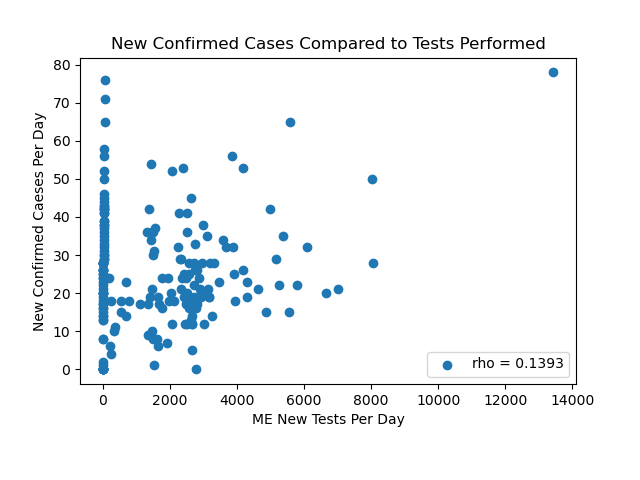 New Confirmed Cases Compared to Tests Performed
80
70
60
50
40
30
20
10
0
New Confirmed Caeses Per Day
rho = 0.1393
0 2000 4000 6000 8000 10000 12000 14000
ME New Tests Per Day